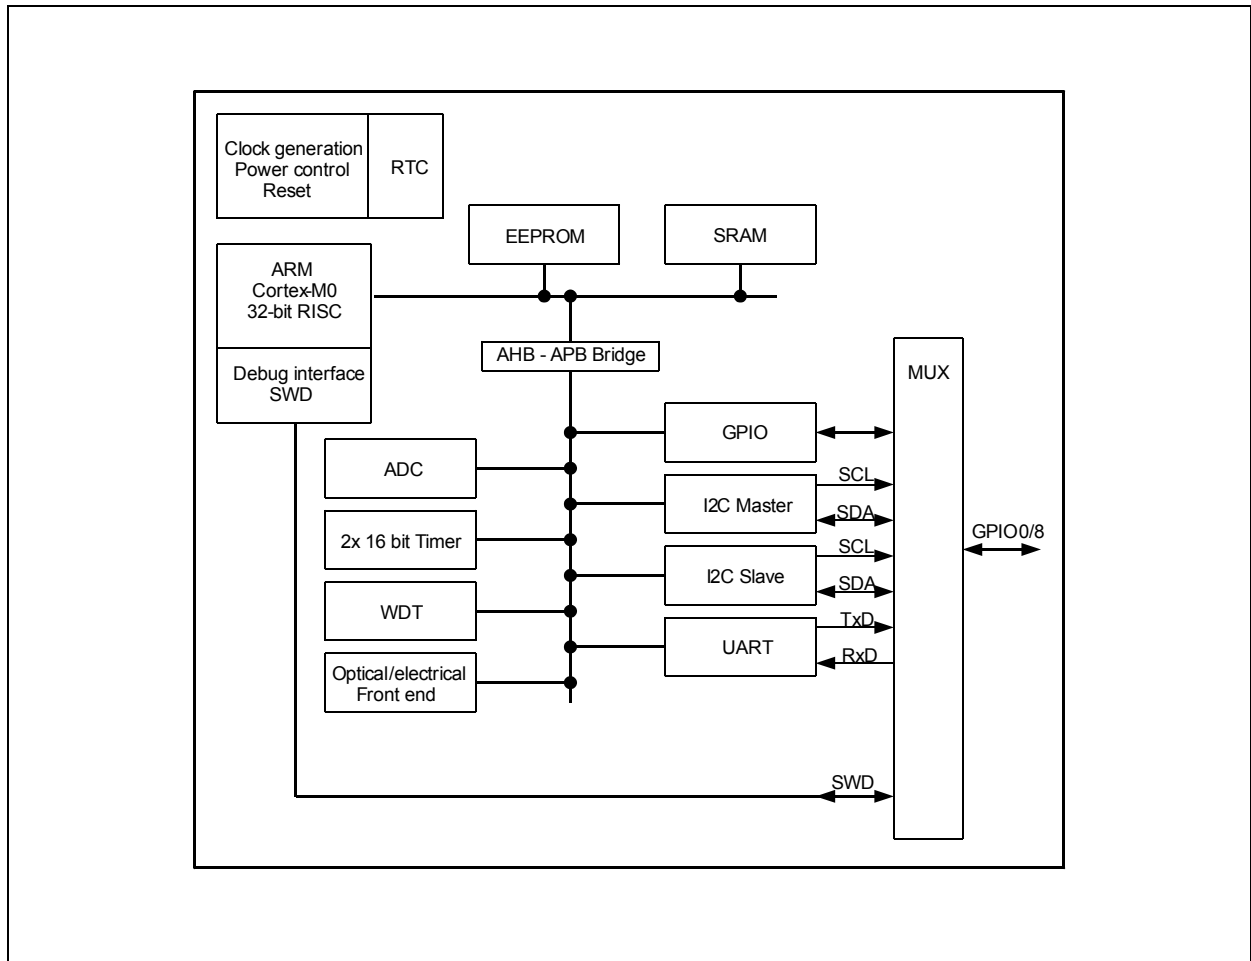 Clock generation
Power control
Reset
RTC
EEPROM
SRAM
ARM
Cortex-M0
32-bit RISC
AHB - APB Bridge
Debug interface
SWD
MUX
GPIO
ADC
SCL
I2C Master
SDA
2x 16 bit Timer
SCL
GPIO0/8
I2C Slave
SDA
WDT
TxD
UART
RxD
Optical/electrical
Front end
SWD